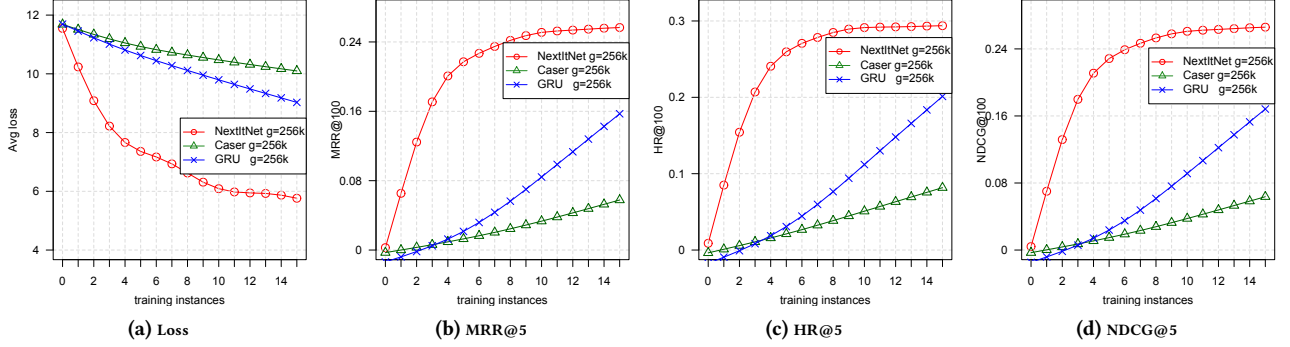 12
10
8
6
4
Avg loss
NextItNet g=256k
Caser g=256k
GRU g=256k
0 2 4 6 8 10 12 14
training instances
(a) Loss
0.24
0.16
0.08
0
MRR@100
NextItNet g=256k
Caser g=256k
GRU g=256k
0 2 4 6 8 10 12 14
training instances
(b) MRR@5
0.3
0.2
0.1
0
HR@100
NextItNet g=256k
Caser g=256k
GRU g=256k
0 2 4 6 8 10 12 14
training instances
(c) HR@5
0.24
0.16
0.08
0
NDCG@100
NextItNet g=256k
Caser g=256k
GRU g=256k
0 2 4 6 8 10 12 14
training instances
(d) NDCG@5